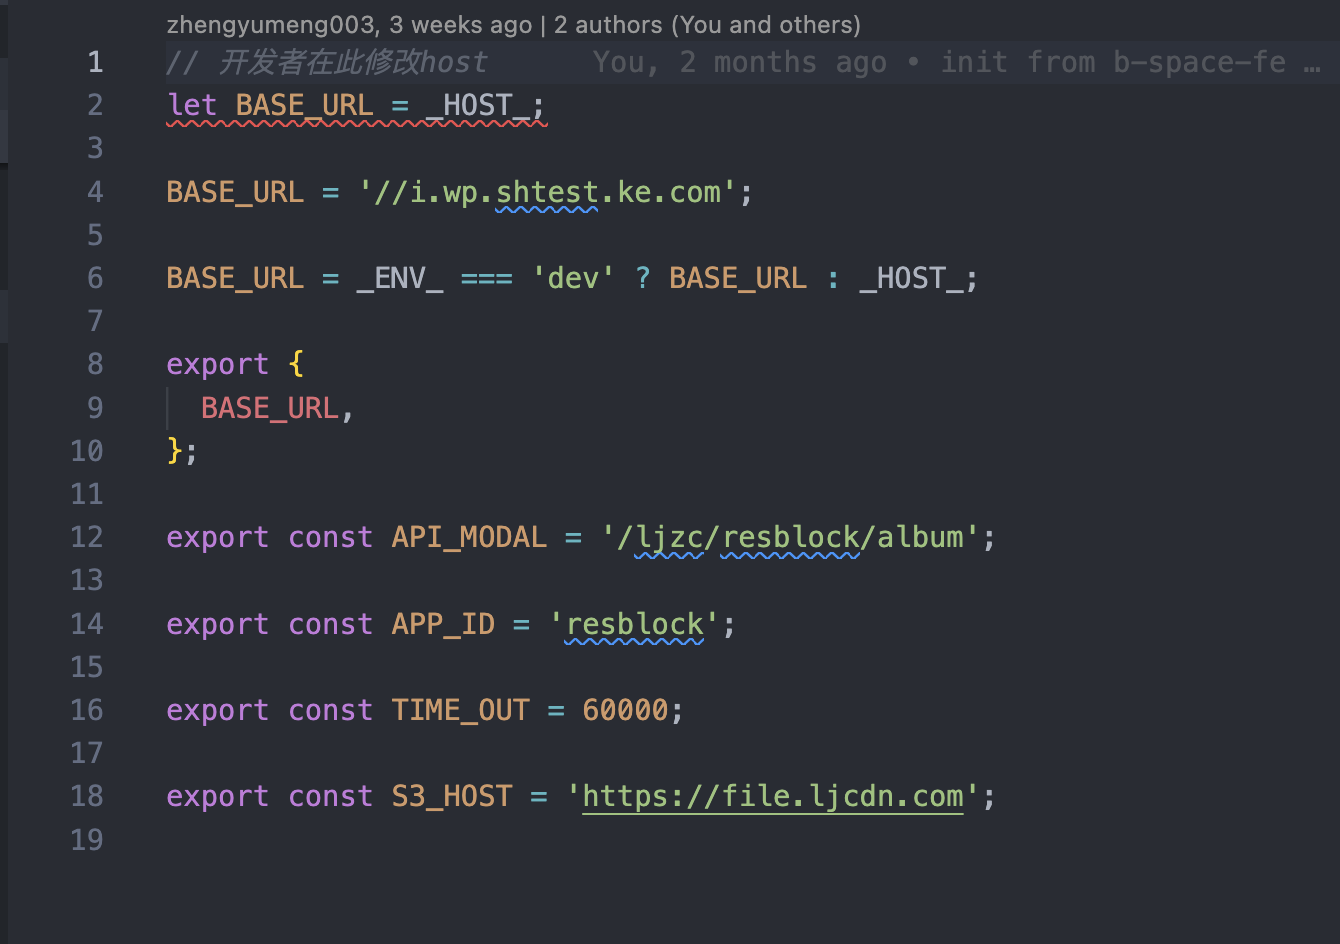 zhengyumeng003, 3 weeks ago | 2 authors (You and others)
1 // 开发者在此修改host You, 2 months ago • init from b-space-fe …
2 let BASE_URL = _HOST_;
3
4 BASE_URL = '//i.wp.shtest.ke.com';
5
6 BASE_URL = _ENV_ === 'dev' ? BASE_URL : _HOST_;
7
8 export {
9 BASE_URL,
10 };
11
12 export const API_MODAL = '/ljzc/resblock/album';
13
14 export const APP_ID = 'resblock';
15
16 export const TIME_OUT = 60000;
17
18 export const S3_HOST = 'https://file.ljcdn.com';
19